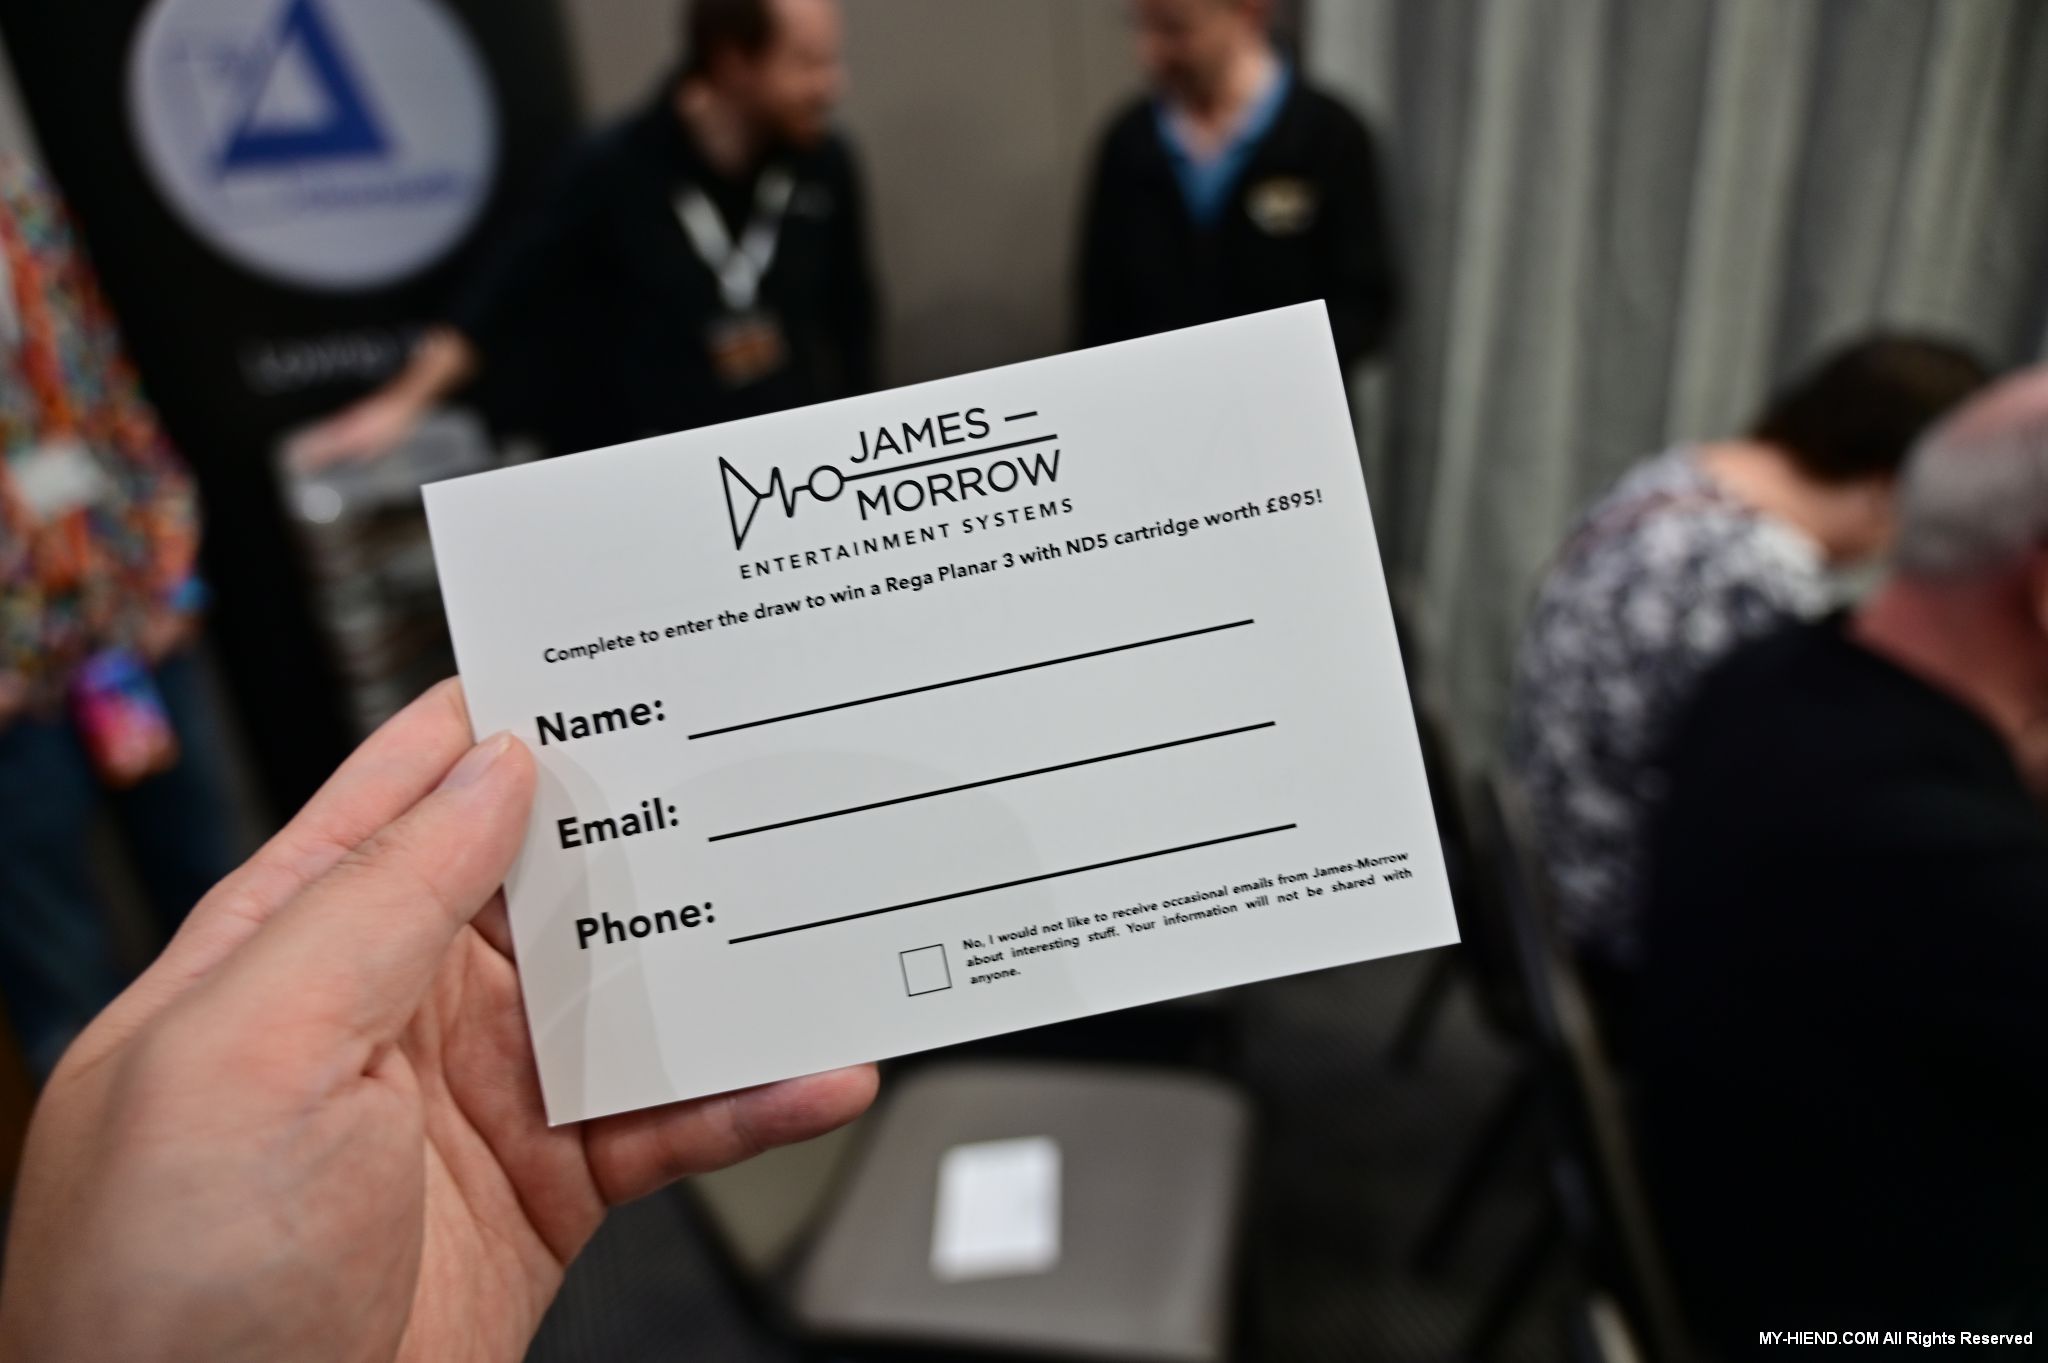 JAMES –
MORROW
ENTERTAINMENT SYSTEMS
Complete to enter the draw to win a Rega Planar 3 with ND5 cartridge worth £895!
Name:
Email:
Phone:
No, I would not like to receive occasional emails from James-Morrow
about interesting stuff. Your information will not be shared with
anyone.
MY-HIEND.COM All Rights Reserved